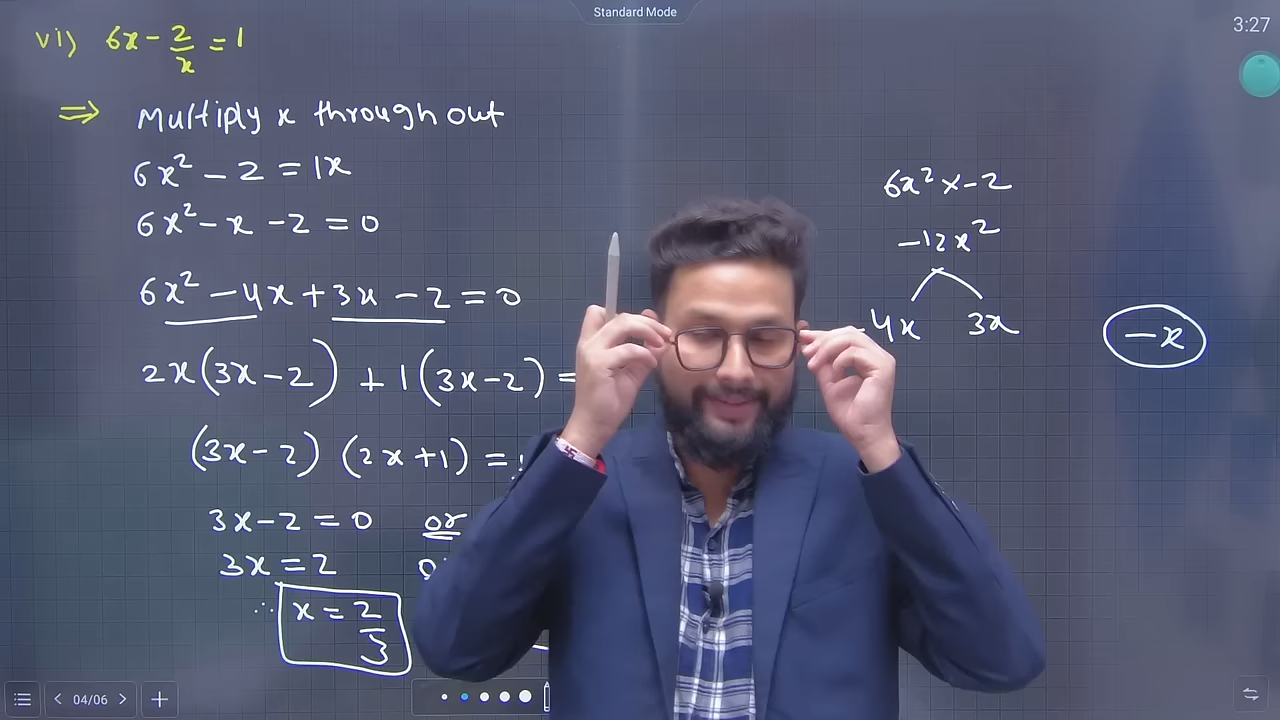 Standard Mode
3:27
vi) 6x - 2/x = 1
⇒ Multiply x through out
6x² - 2 = 1x
6x² - x - 2 = 0
6x² - 4x + 3x - 2 = 0
2x(3x-2) + 1(3x-2) =
(3x-2) (2x+1) =
3x-2 = 0 or
3x = 2
∴ x = 2/3
6x² x -2
-12x²
-4x 3x
-x
04/06